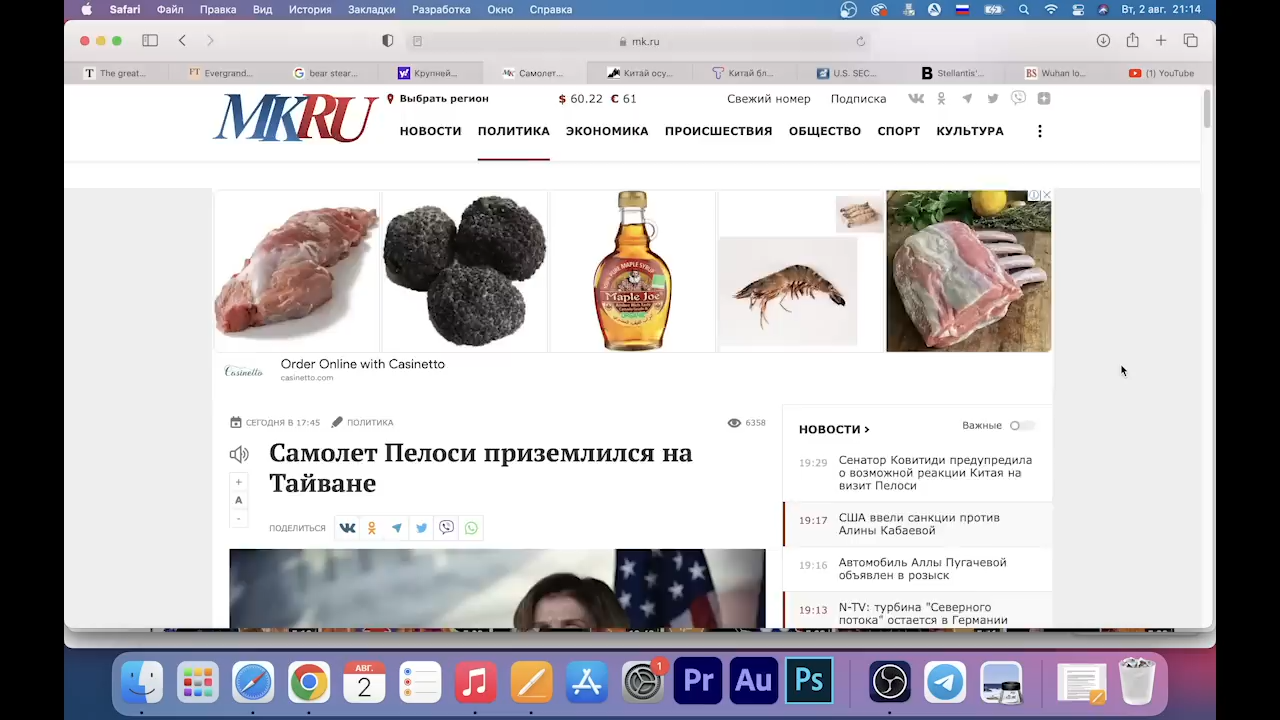 Safari Файл Правка Вид История Закладки Разработка Окно Справка Вт, 2 авг. 21:14
mk.ru
The great... Evergrand... bear stear... Крупней... Самолет... Китай осу... Китай бл... U.S. SEC... Stellantis'... Wuhan lo... (1) YouTube
MKRU
Выбрать регион $ 60.22 € 61 Свежий номер Подписка
НОВОСТИ ПОЛИТИКА ЭКОНОМИКА ПРОИСШЕСТВИЯ ОБЩЕСТВО СПОРТ КУЛЬТУРА
Maple Joe
Casinetto
Order Online with Casinetto
casinetto.com
СЕГОДНЯ В 17:45 ПОЛИТИКА 6358
Самолет Пелоси приземлился на
Тайване
+
A
-
ПОДЕЛИТЬСЯ
НОВОСТИ > Важные
19:29 Сенатор Ковитиди предупредила
о возможной реакции Китая на
визит Пелоси
19:17 США ввели санкции против
Алины Кабаевой
19:16 Автомобиль Аллы Пугачевой
объявлен в розыск
19:13 N-TV: турбина "Северного
потока" остается в Германии
АВГ.
2
1
Pr Au Ps